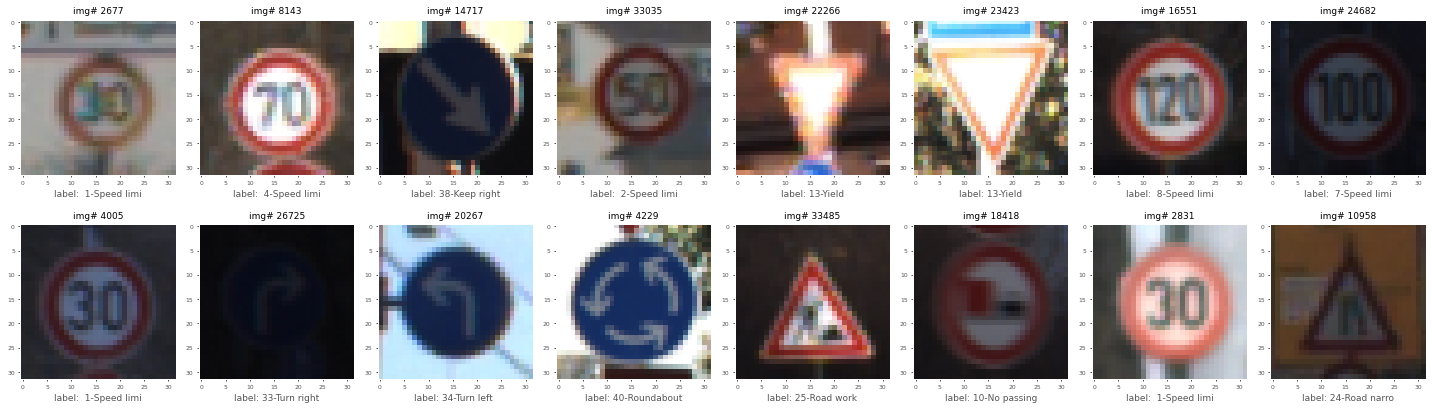 img# 2677
img# 8143
img# 14717
img# 33035
img# 22266
img# 23423
img# 16551
img# 24682
30
70
50
120
100
label: 1-Speed limi
label: 4-Speed limi
label: 38-Keep right
label: 2-Speed limi
label: 13-Yield
label: 13-Yield
label: 8-Speed limi
label: 7-Speed limi
img# 4005
img# 26725
img# 20267
img# 4229
img# 33485
img# 18418
img# 2831
img# 10958
30
30
label: 1-Speed limi
label: 33-Turn right
label: 34-Turn left
label: 40-Roundabout
label: 25-Road work
label: 10-No passing
label: 1-Speed limi
label: 24-Road narro